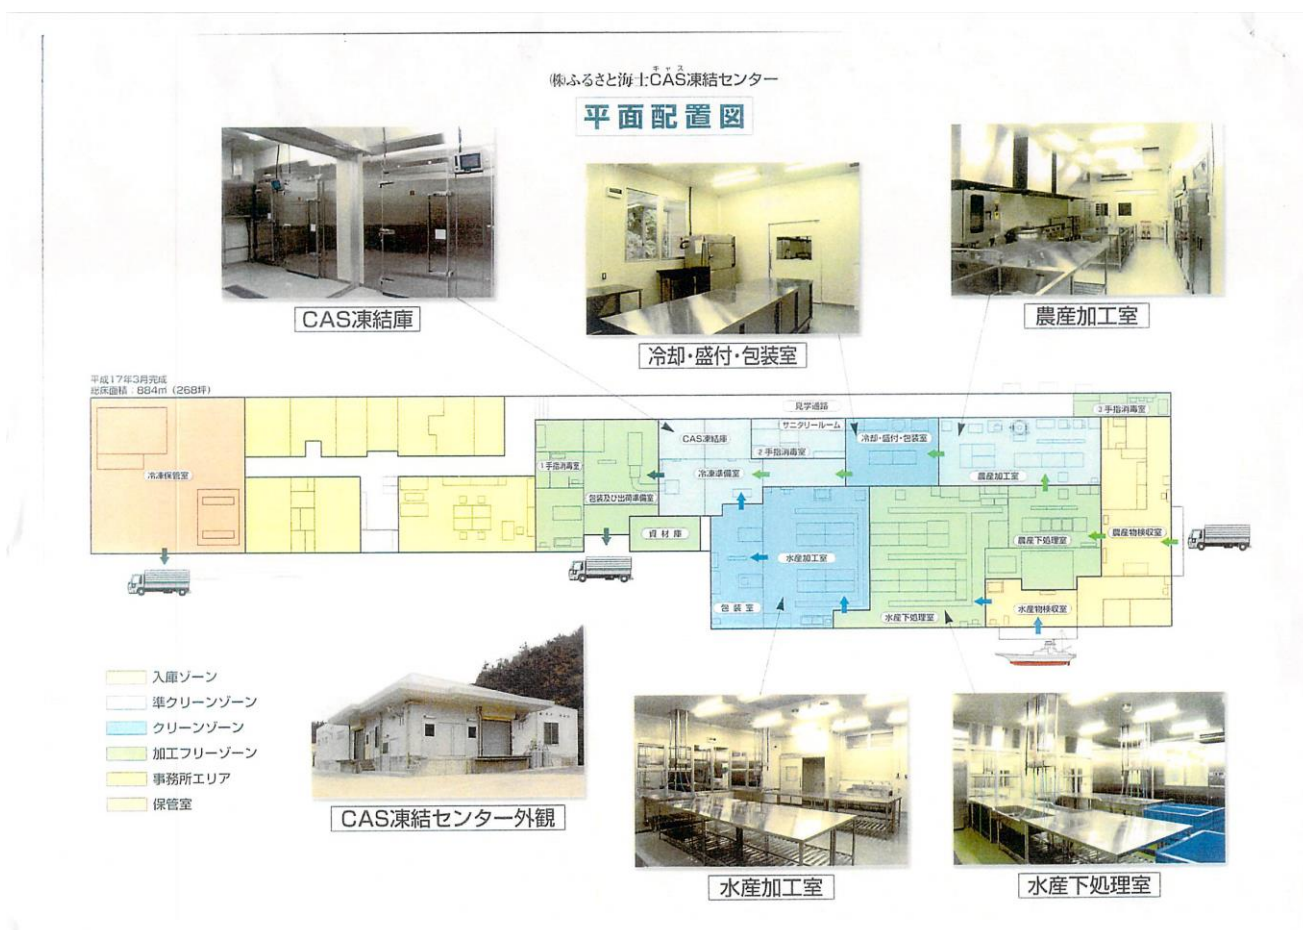 キャス
㈱ふるさと海士CAS凍結センター
平面配置図
CAS凍結庫
冷却・盛付・包装室
農産加工室
平成17年3月完成
総床面積:884㎡(268坪)
見学通路
2手指消毒室
サニタリールーム
CAS凍結庫
冷却・盛付・包装室
2手指消毒室
1手指消毒室
冷凍準備室
冷凍保管室
農産加工室
包装及び出荷準備室
資材庫
農産物検収室
農産下処理室
水産加工室
包装室
水産物検収室
水産下処理室
入庫ゾーン
準クリーンゾーン
クリーンゾーン
加工フリーゾーン
事務所エリア
保管室
CAS凍結センター外観
水産加工室
水産下処理室